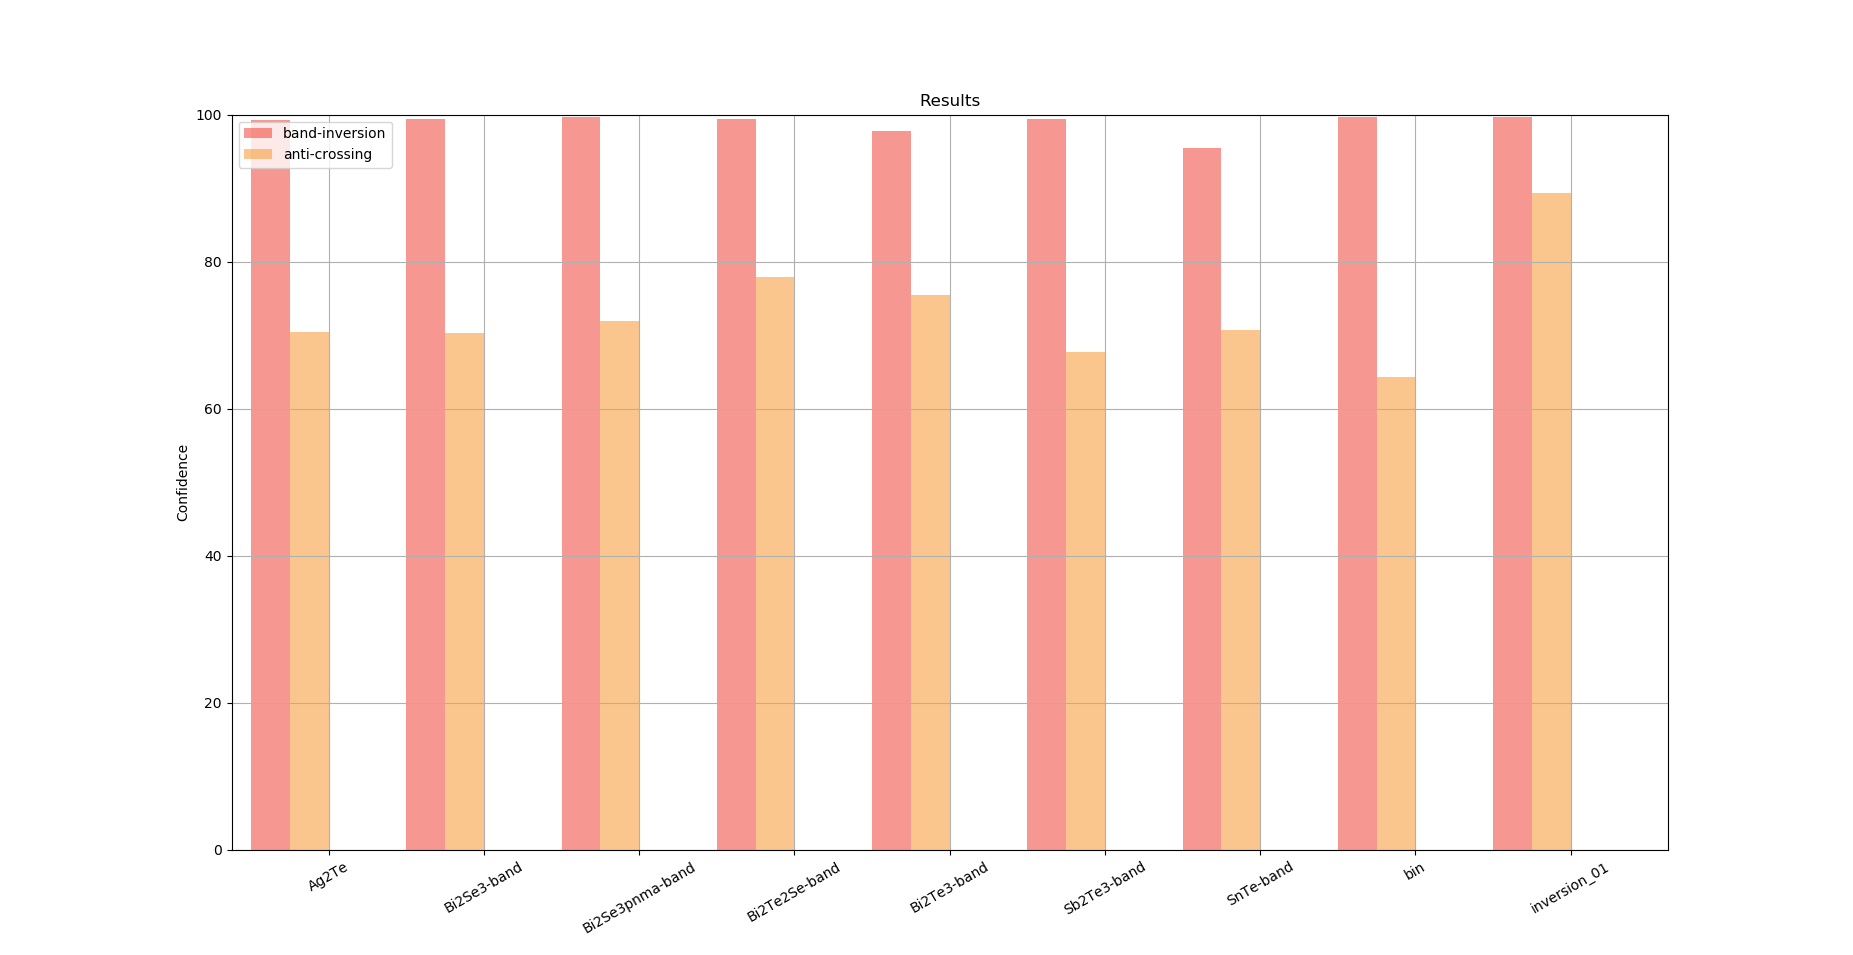 Results
band-inversion
anti-crossing
100
80
60
40
20
0
Confidence
Ag2Te
Bi2Se3-band
Bi2Se3pnma-band
Bi2Te2Se-band
Bi2Te3-band
Sb2Te3-band
SnTe-band
bin
inversion_01